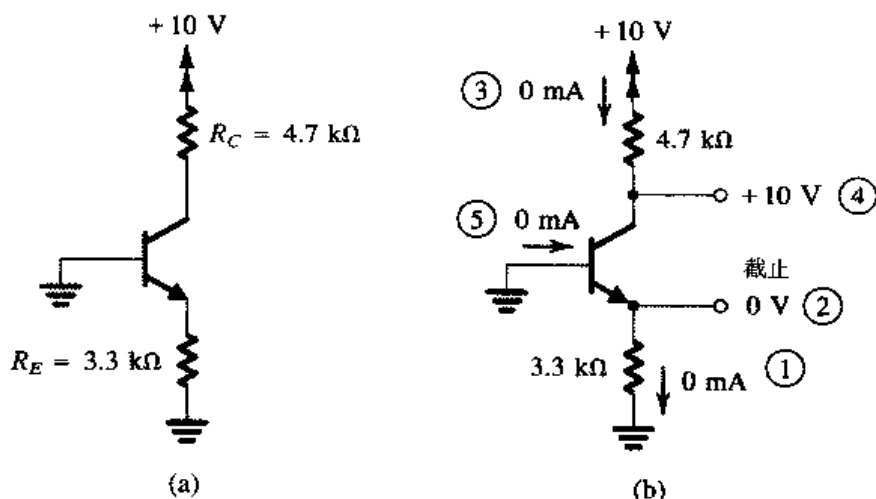 + 10 V
R_C = 4.7 kΩ
R_E = 3.3 kΩ
(a)
+ 10 V
③ 0 mA
4.7 kΩ
+ 10 V ④
⑤ 0 mA
截止
0 V ②
3.3 kΩ
0 mA ①
(b)